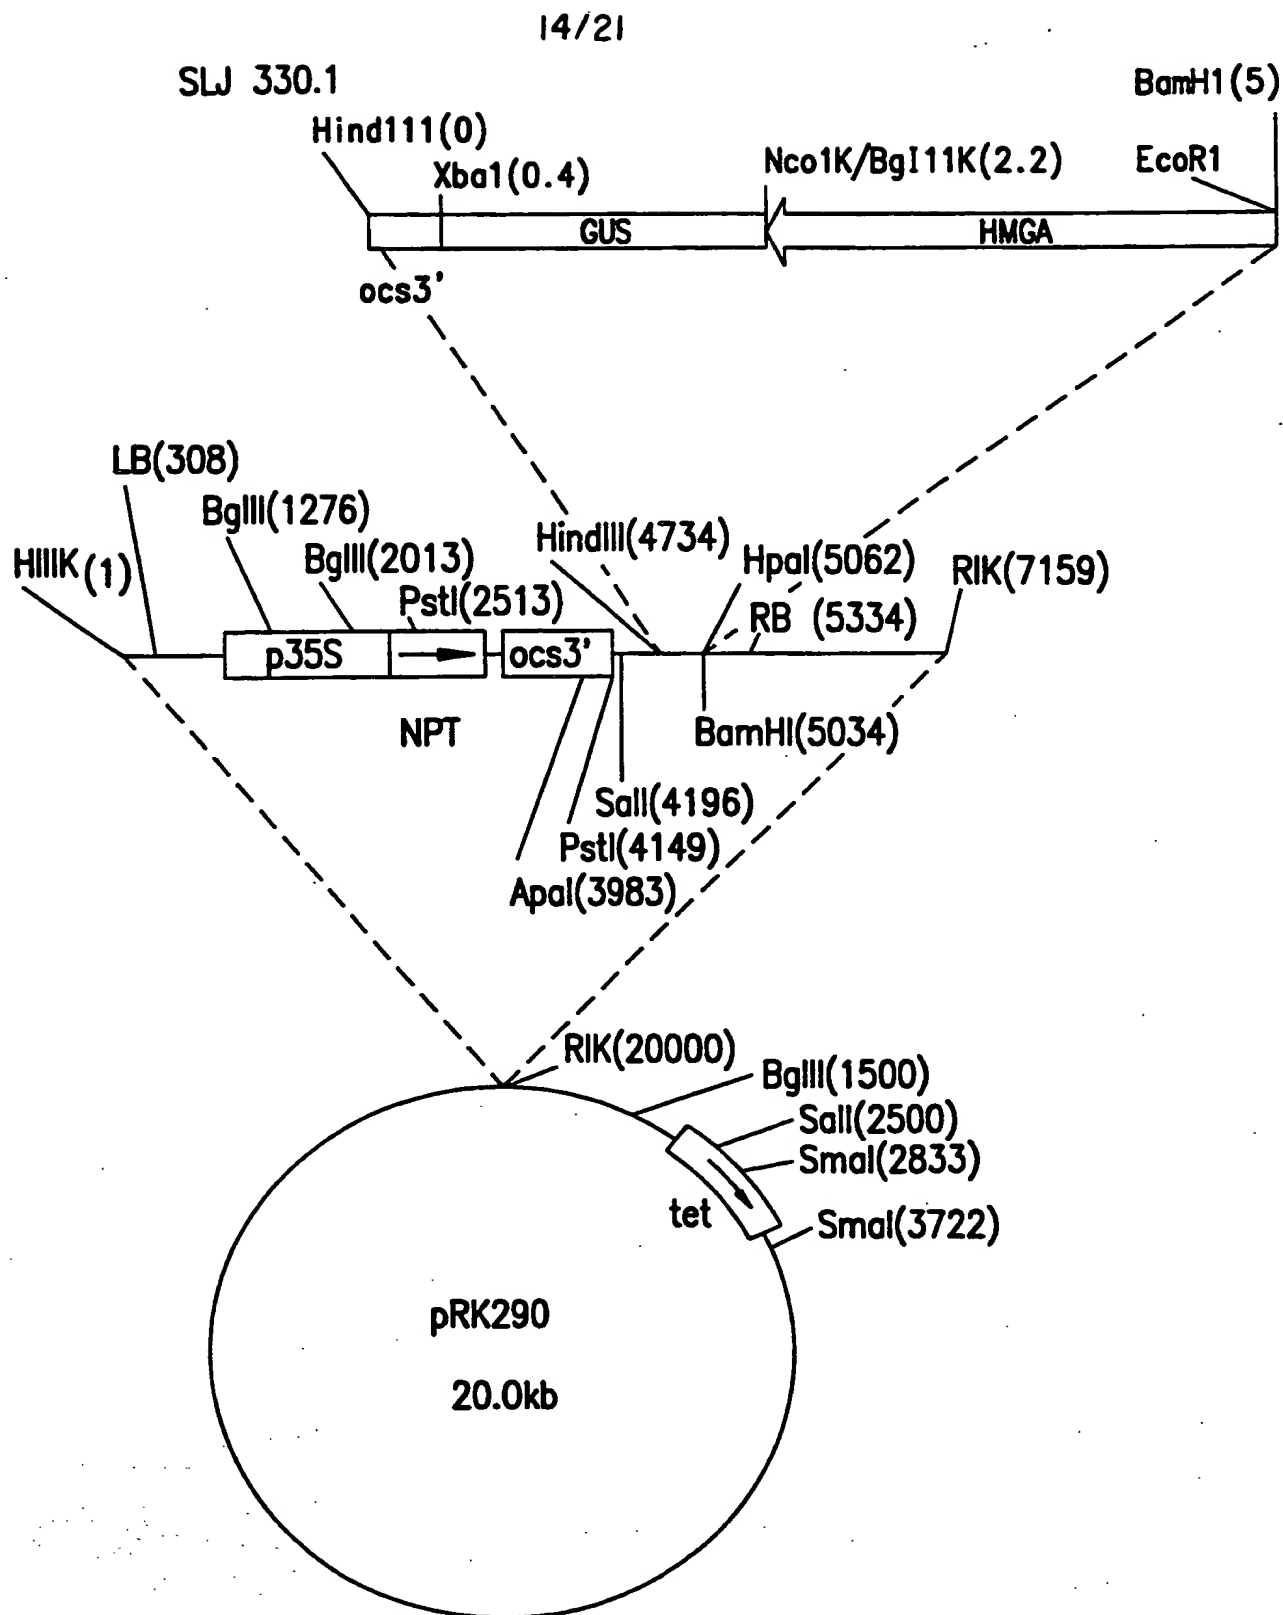 14/21
SLJ 330.1
BamH1(5)
Hind111(0)
Xba1(0.4)
Nco1K/BgI11K(2.2)
EcoR1
GUS
HMGA
ocs3'
LB(308)
BglII(1276)
HindIII(4734)
HpaI(5062)
HIIIK(1)
BglII(2013)
PstI(2513)
RIK(7159)
RB (5334)
p35S
ocs3'
NPT
BamHI(5034)
SalI(4196)
PstI(4149)
ApaI(3983)
RIK(20000)
BglII(1500)
SalI(2500)
SmaI(2833)
tet
SmaI(3722)
pRK290
20.0kb